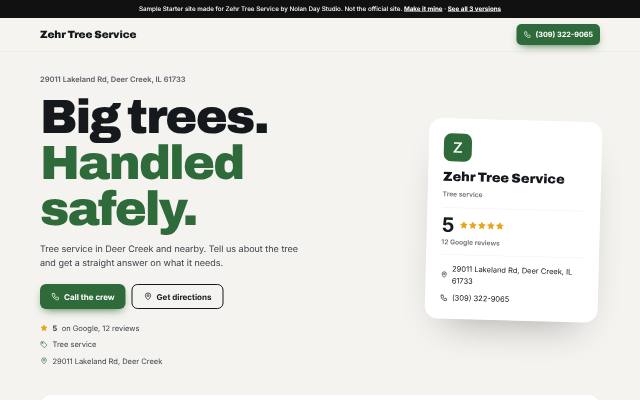 Sample Starter site made for Zehr Tree Service by Nolan Day Studio. Not the official site. Make it mine · See all 3 versions
Zehr Tree Service
(309) 322-9065
29011 Lakeland Rd, Deer Creek, IL 61733
Big trees.
Handled
safely.
Tree service in Deer Creek and nearby. Tell us about the tree
and get a straight answer on what it needs.
Call the crew
Get directions
5 on Google, 12 reviews
Tree service
29011 Lakeland Rd, Deer Creek
Z
Zehr Tree Service
Tree service
5
12 Google reviews
29011 Lakeland Rd, Deer Creek, IL
61733
(309) 322-9065